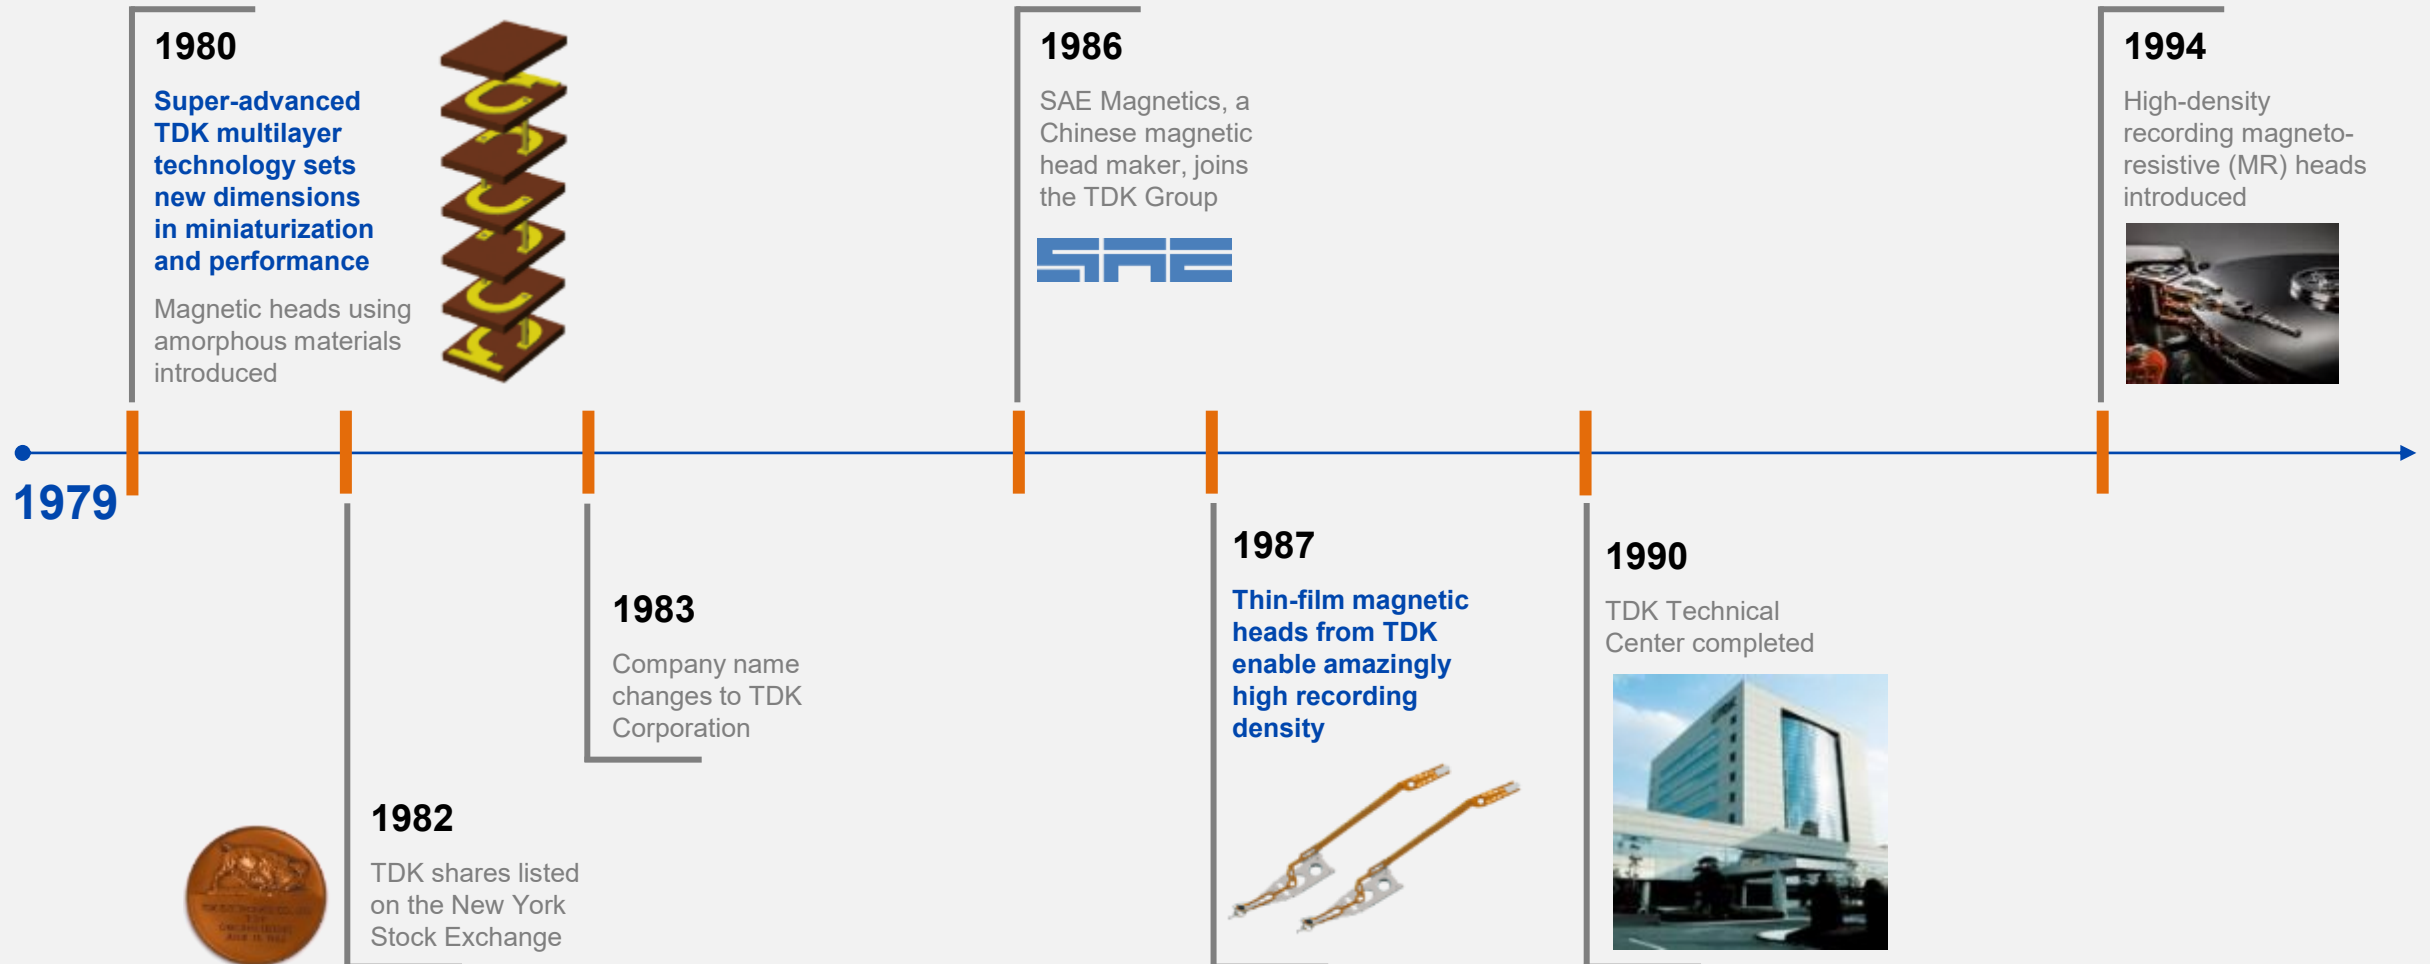 1980
Super-advanced
TDK multilayer
technology sets
new dimensions
in miniaturization
and performance
Magnetic heads using
amorphous materials
introduced
1986
SAE Magnetics, a
Chinese magnetic
head maker, joins
the TDK Group
SAE
1994
High-density
recording magneto-
resistive (MR) heads
introduced
1979
1982
TDK shares listed
on the New York
Stock Exchange
1983
Company name
changes to TDK
Corporation
1987
Thin-film magnetic
heads from TDK
enable amazingly
high recording
density
1990
TDK Technical
Center completed